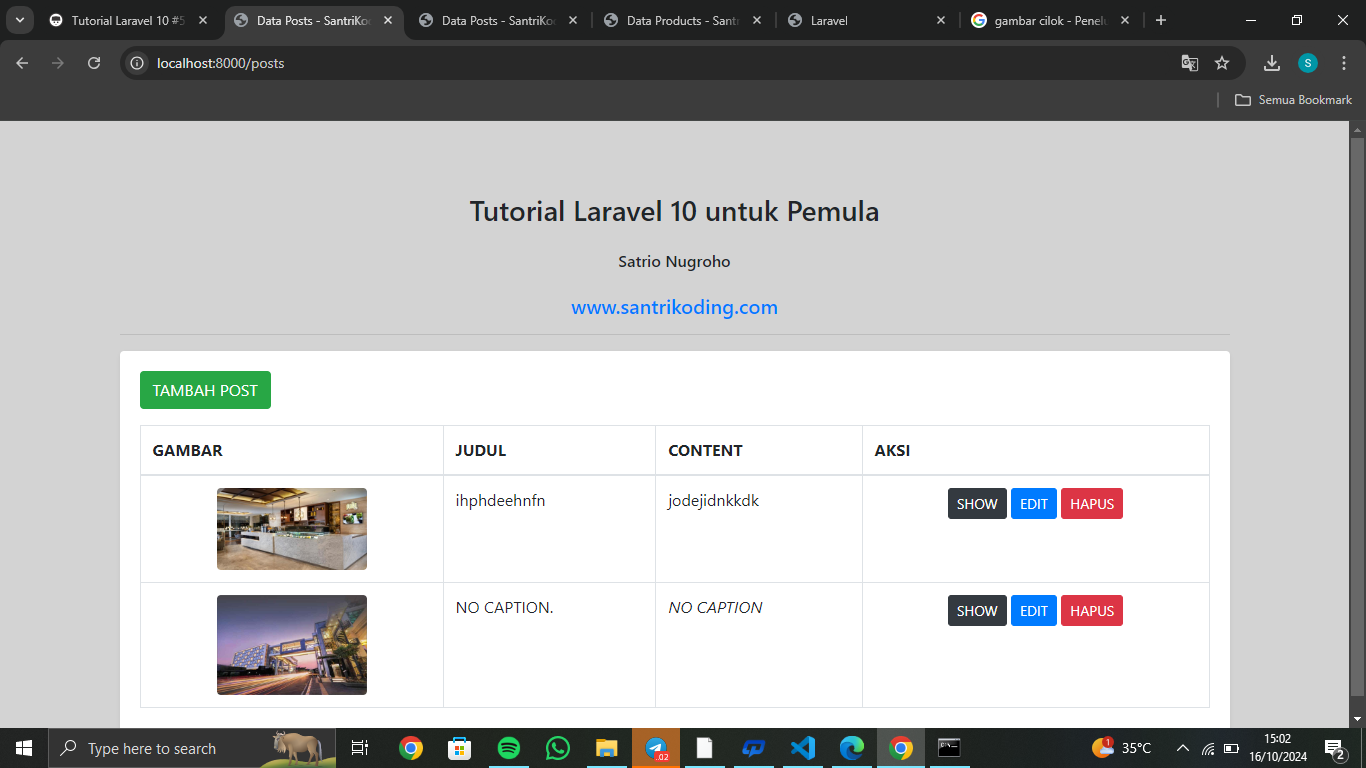 Tutorial Laravel 10 #5
Data Posts - SantriKo
Data Posts - SantriKo
Data Products - Santr
Laravel
gambar cilok - Penel
localhost:8000/posts
S
Semua Bookmark
Tutorial Laravel 10 untuk Pemula
Satrio Nugroho
www.santrikoding.com
TAMBAH POST
GAMBAR JUDUL CONTENT AKSI
ihphdeehnfn jodejidnkkdk SHOW EDIT HAPUS
NO CAPTION. NO CAPTION SHOW EDIT HAPUS
Type here to search
.02
1
35°C
15:02
16/10/2024
2